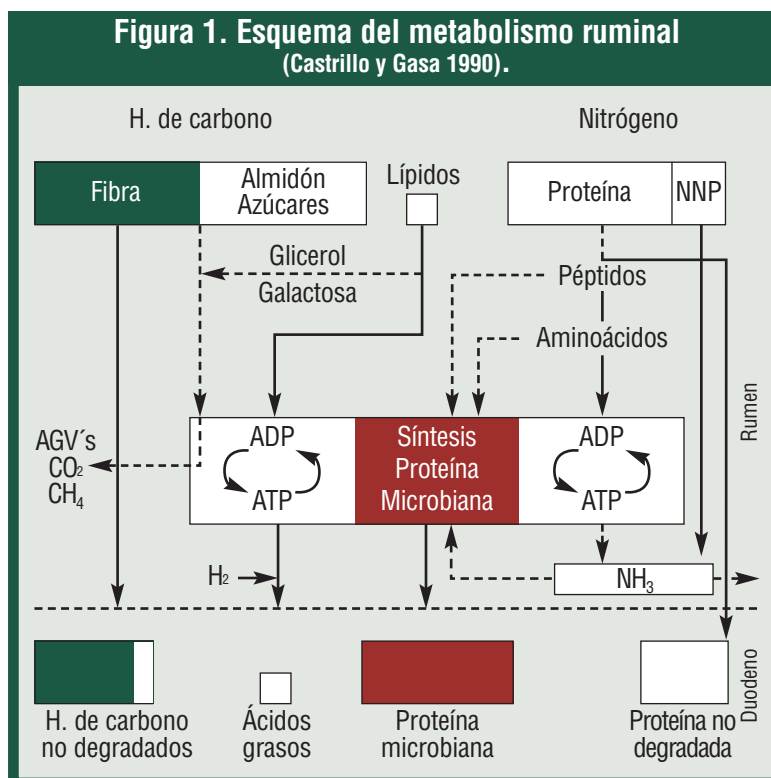 Figura 1. Esquema del metabolismo ruminal
(Castrillo y Gasa 1990).
H. de carbono
Nitrógeno
Fibra
Almidón
Azúcares
Lípidos
Proteína
NNP
Glicerol
Galactosa
Péptidos
Aminoácidos
Rumen
AGV´s
CO₂
CH₄
ADP
ATP
Síntesis
Proteína
Microbiana
ADP
ATP
H₂
NH₃
Duodeno
H. de carbono
no degradados
Ácidos
grasos
Proteína
microbiana
Proteína no
degradada